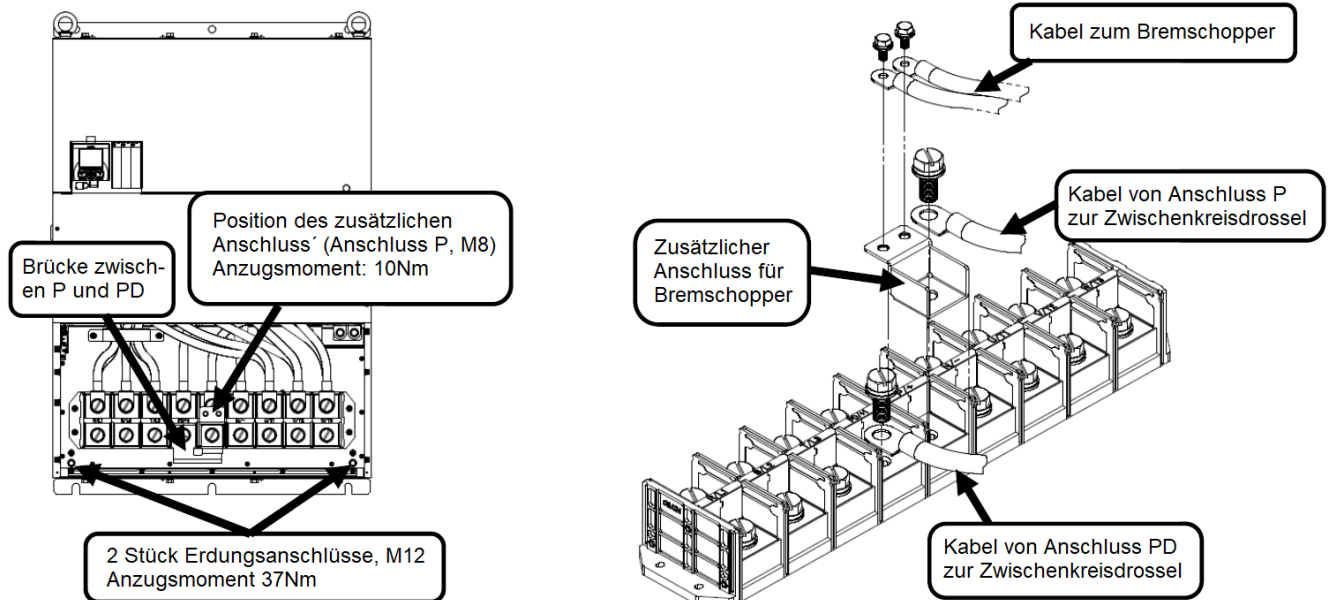 Position des zusätzlichen
Anschluss´ (Anschluss P, M8)
Anzugsmoment: 10Nm
Brücke zwisch-
en P und PD
2 Stück Erdungsanschlüsse, M12
Anzugsmoment 37Nm
Kabel zum Bremschopper
Kabel von Anschluss P
zur Zwischenkreisdrossel
Zusätzlicher
Anschluss für
Bremschopper
Kabel von Anschluss PD
zur Zwischenkreisdrossel